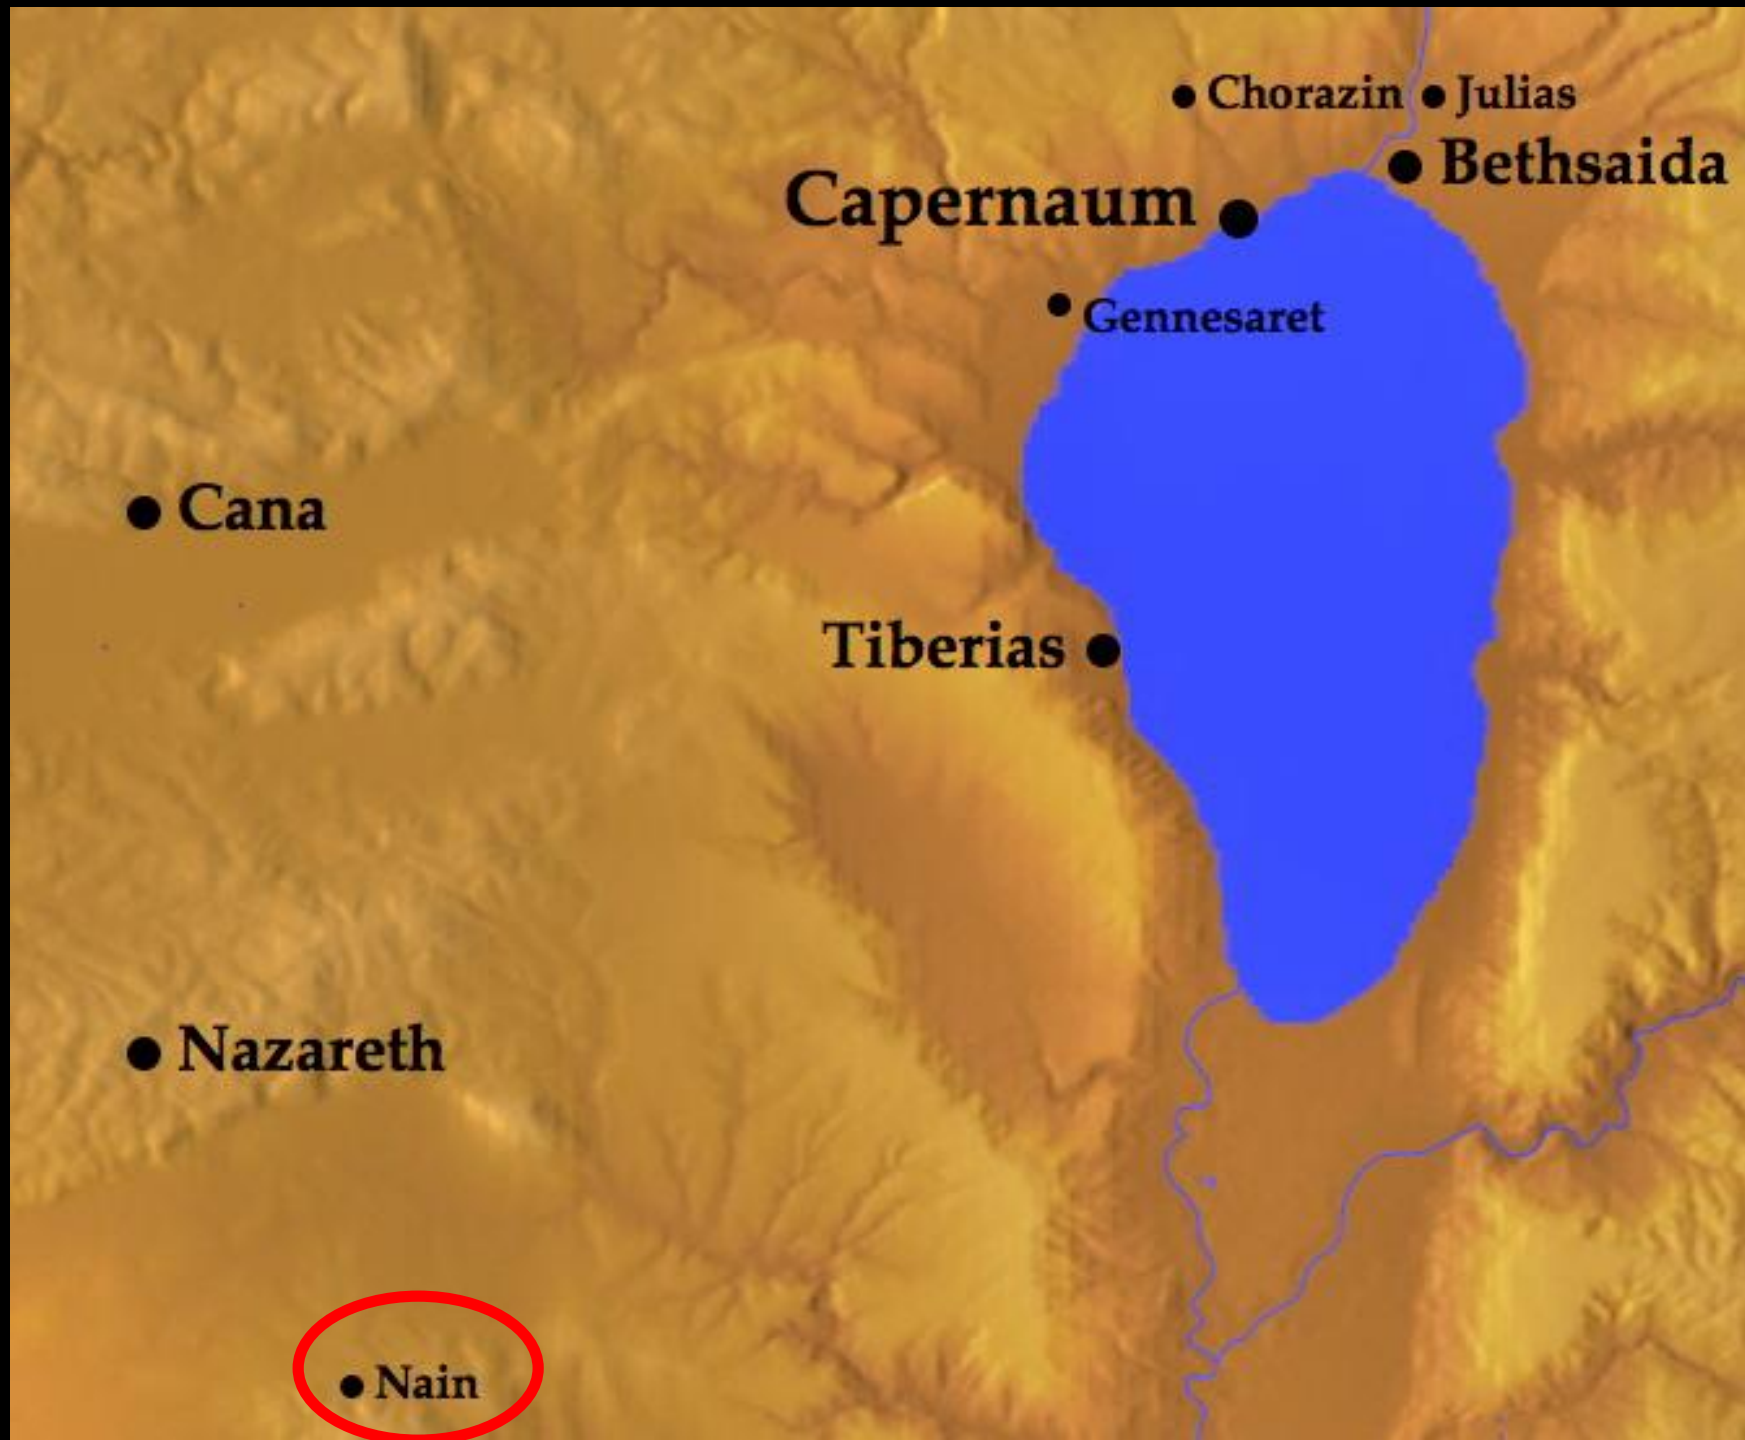 Chorazin
Julias
Bethsaida
Capernaum
Gennesaret
Cana
Tiberias
Nazareth
Nain